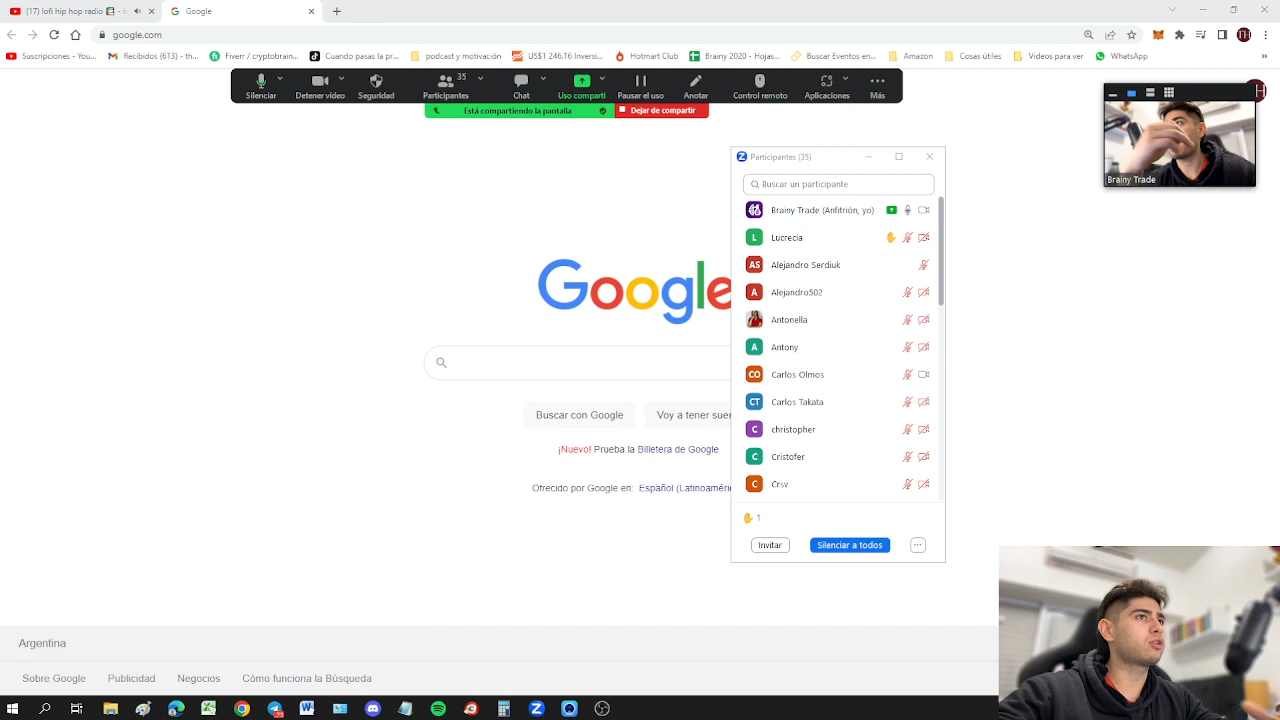 (17) lofi hip hop radio
Google
google.com
Suscripciones - Yo...
Recibidos (613) - th...
Fiverr / cryptobrain...
Cuando pasas la pr...
podcast y motivación
US$1 246.16 Inversi...
Hotmart Club
Brainy 2020 - Hojas...
Buscar Eventos en...
Amazon
Cosas útiles
Videos para ver
WhatsApp
»
Silenciar
Detener video
Seguridad
35
Participantes
Chat
Uso comparti
Pausar el uso
Anotar
Control remoto
Aplicaciones
Más
Está compartiendo la pantalla
Dejar de compartir
Brainy Trade
Participantes (35)
Buscar un participante
Brainy Trade (Anfitrión, yo)
L Lucrecia
AS Alejandro Serdiuk
A Alejandro502
Antonella
A Antony
CO Carlos Olmos
CT Carlos Takata
C christopher
C Cristofer
C Crsv
1
Invitar
Silenciar a todos
Google
Buscar con Google
Voy a tener suer
¡Nuevo! Prueba la Billetera de Google
Ofrecido por Google en: Español (Latinoaméri
Argentina
Sobre Google
Publicidad
Negocios
Cómo funciona la Búsqueda